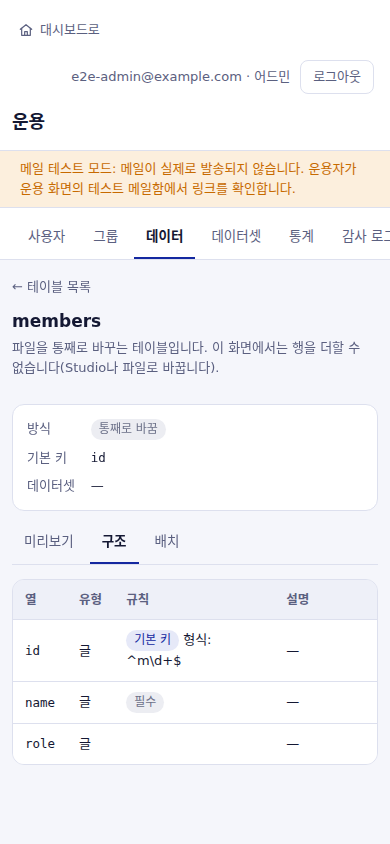 대시보드로
e2e-admin@example.com · 어드민
로그아웃
운용
메일 테스트 모드: 메일이 실제로 발송되지 않습니다. 운용자가
운용 화면의 테스트 메일함에서 링크를 확인합니다.
사용자 그룹 데이터 데이터셋 통계 감사 로그
← 테이블 목록
members
파일을 통째로 바꾸는 테이블입니다. 이 화면에서는 행을 더할 수
없습니다(Studio나 파일로 바꿉니다).
방식 통째로 바꿈
기본 키 id
데이터셋 —
미리보기 구조 배치
열 유형 규칙 설명
id 글 기본 키 형식: —
^m\d+$
name 글 필수 —
role 글 —